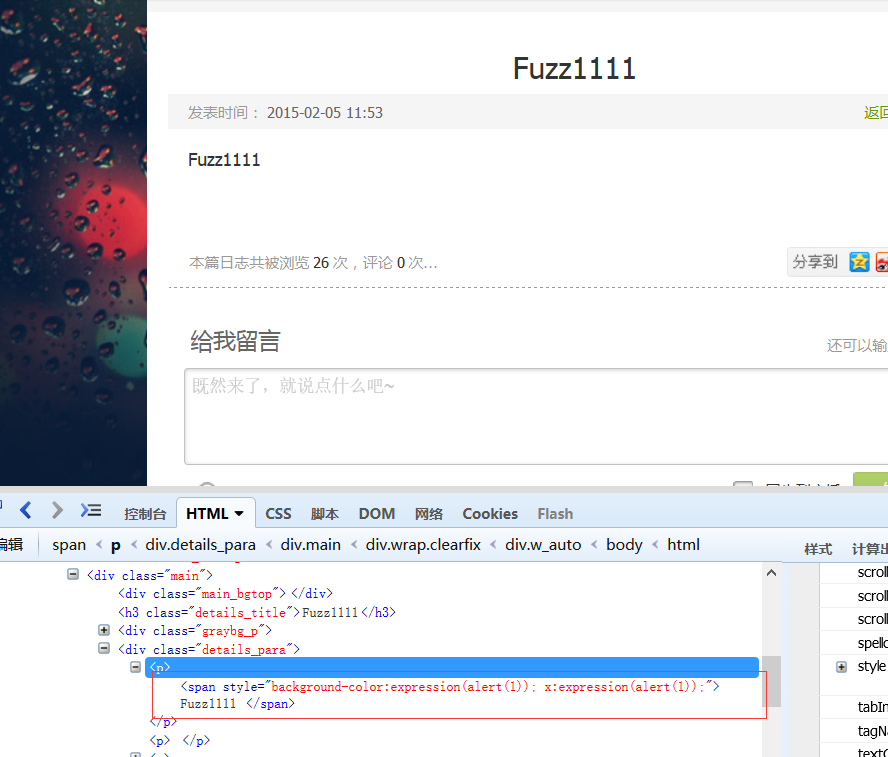 Fuzz1111
发表时间： 2015-02-05 11:53 返回
Fuzz1111
本篇日志共被浏览 26 次，评论 0 次...
分享到
给我留言
还可以输
既然来了，就说点什么吧~
控制台 HTML CSS 脚本 DOM 网络 Cookies Flash
编辑 span < p < div.details_para < div.main < div.wrap.clearfix < div.w_auto < body < html
样式 计算出
<div class="main">
<div class="main_bgtop"> </div>
<h3 class="details_title">Fuzz1111</h3>
<div class="graybg_p">
<div class="details_para">
<p>
<span style="background-color:expression(alert(1)); x:expression(alert(1));">
Fuzz1111 </span>
</p>
<p> </p>
scroll
scroll
scroll
spellc
style
tabIn
tagNa
textC